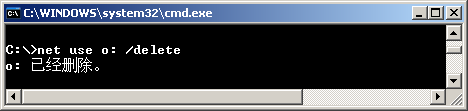 C:\WINDOWS\system32\cmd.exe
C:\>net use o: /delete
o: 已经删除。